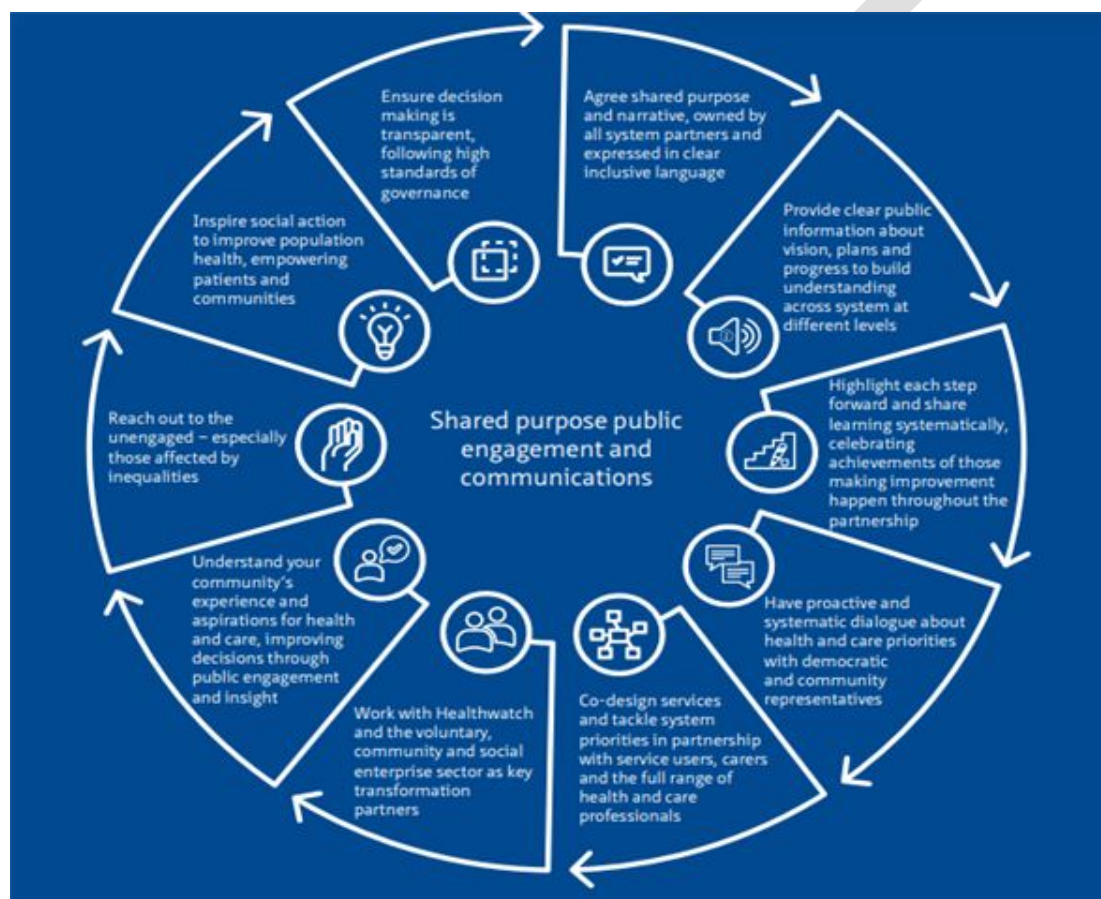 Ensure decision
making is
transparent,
following high
standards of
governance
Agree shared purpose
and narrative, owned by
all system partners and
expressed in clear
inclusive language
Provide clear public
information about
vision, plans and
progress to build
understanding
across system at
different levels
Highlight each step
forward and share
learning systematically,
celebrating
achievements of those
making improvement
happen throughout the
partnership
Have proactive and
systematic dialogue about
health and care priorities
with democratic
and community
representatives
Co-design services
and tackle system
priorities in partnership
with service users, carers
and the full range of
health and care
professionals
Work with Healthwatch
and the voluntary,
community and social
enterprise sector as key
transformation
partners
Understand your
community's
experience and
aspirations for health
and care, improving
decisions through
public engagement
and insight
Reach out to the
unengaged – especially
those affected by
inequalities
Inspire social action
to improve population
health, empowering
patients and
communities
Shared purpose public
engagement and
communications